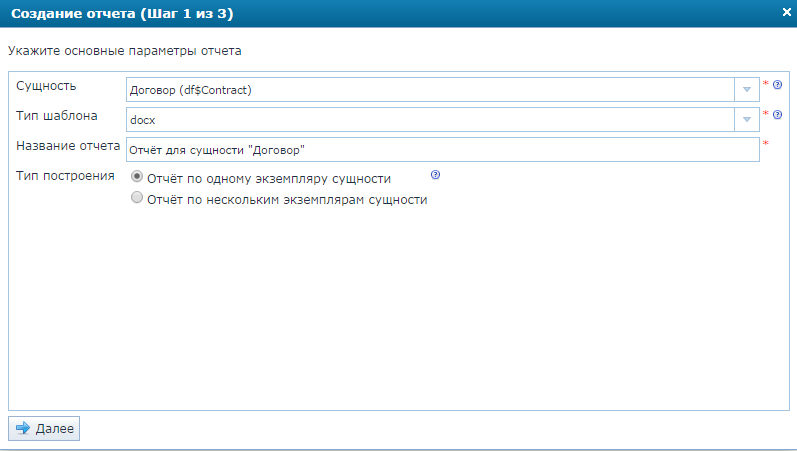 Создание отчета (Шаг 1 из 3)
Укажите основные параметры отчета
Сущность Договор (df$Contract) *
Тип шаблона docx *
Название отчета Отчёт для сущности "Договор" *
Тип построения Отчёт по одному экземпляру сущности
Отчёт по нескольким экземплярам сущности
Далее